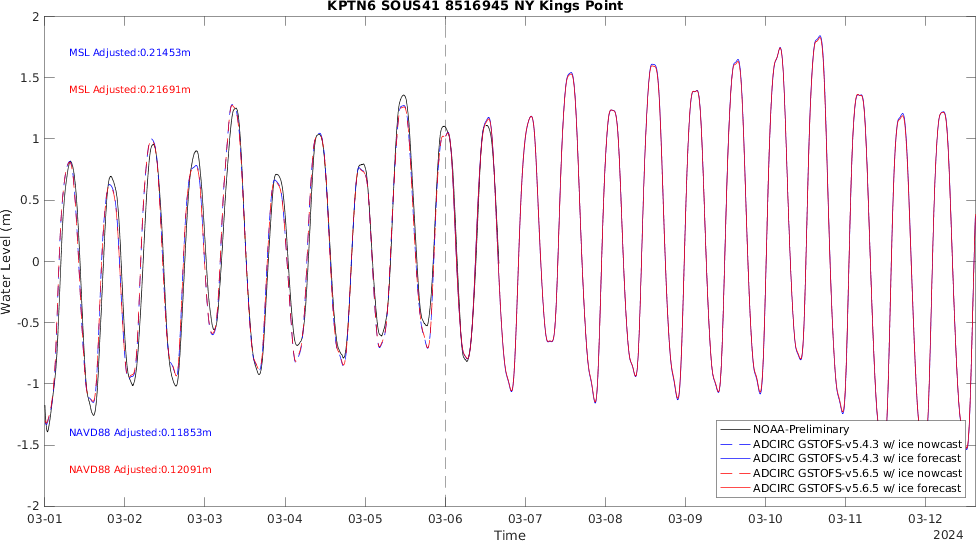 KPTN6 SOUS41 8516945 NY Kings Point
2
1.5
1
0.5
0
-0.5
-1
-1.5
-2
Water Level (m)
MSL Adjusted:0.21453m
MSL Adjusted:0.21691m
NAVD88 Adjusted:0.11853m
NAVD88 Adjusted:0.12091m
NOAA-Preliminary
ADCIRC GSTOFS-v5.4.3 w/ ice nowcast
ADCIRC GSTOFS-v5.4.3 w/ ice forecast
ADCIRC GSTOFS-v5.6.5 w/ ice nowcast
ADCIRC GSTOFS-v5.6.5 w/ ice forecast
03-01 03-02 03-03 03-04 03-05 03-06 03-07 03-08 03-09 03-10 03-11 03-12
Time
2024